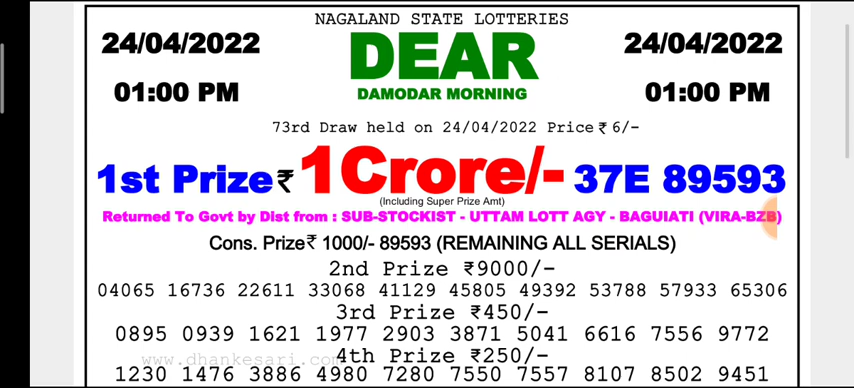 NAGALAND STATE LOTTERIES
24/04/2022 DEAR 24/04/2022
01:00 PM DAMODAR MORNING 01:00 PM
73rd Draw held on 24/04/2022 Price ₹ 6/-
1st Prize ₹ 1Crore/- 37E 89593
(Including Super Prize Amt)
Returned To Govt by Dist from : SUB-STOCKIST - UTTAM LOTT AGY - BAGUIATI (VIRA-BZB)
Cons. Prize ₹ 1000/- 89593 (REMAINING ALL SERIALS)
2nd Prize ₹9000/-
04065 16736 22611 33068 41129 45805 49392 53788 57933 65306
3rd Prize ₹450/-
0895 0939 1621 1977 2903 3871 5041 6616 7556 9772
www.dhankesari.com
4th Prize ₹250/-
1230 1476 3886 4980 7280 7550 7557 8107 8502 9451